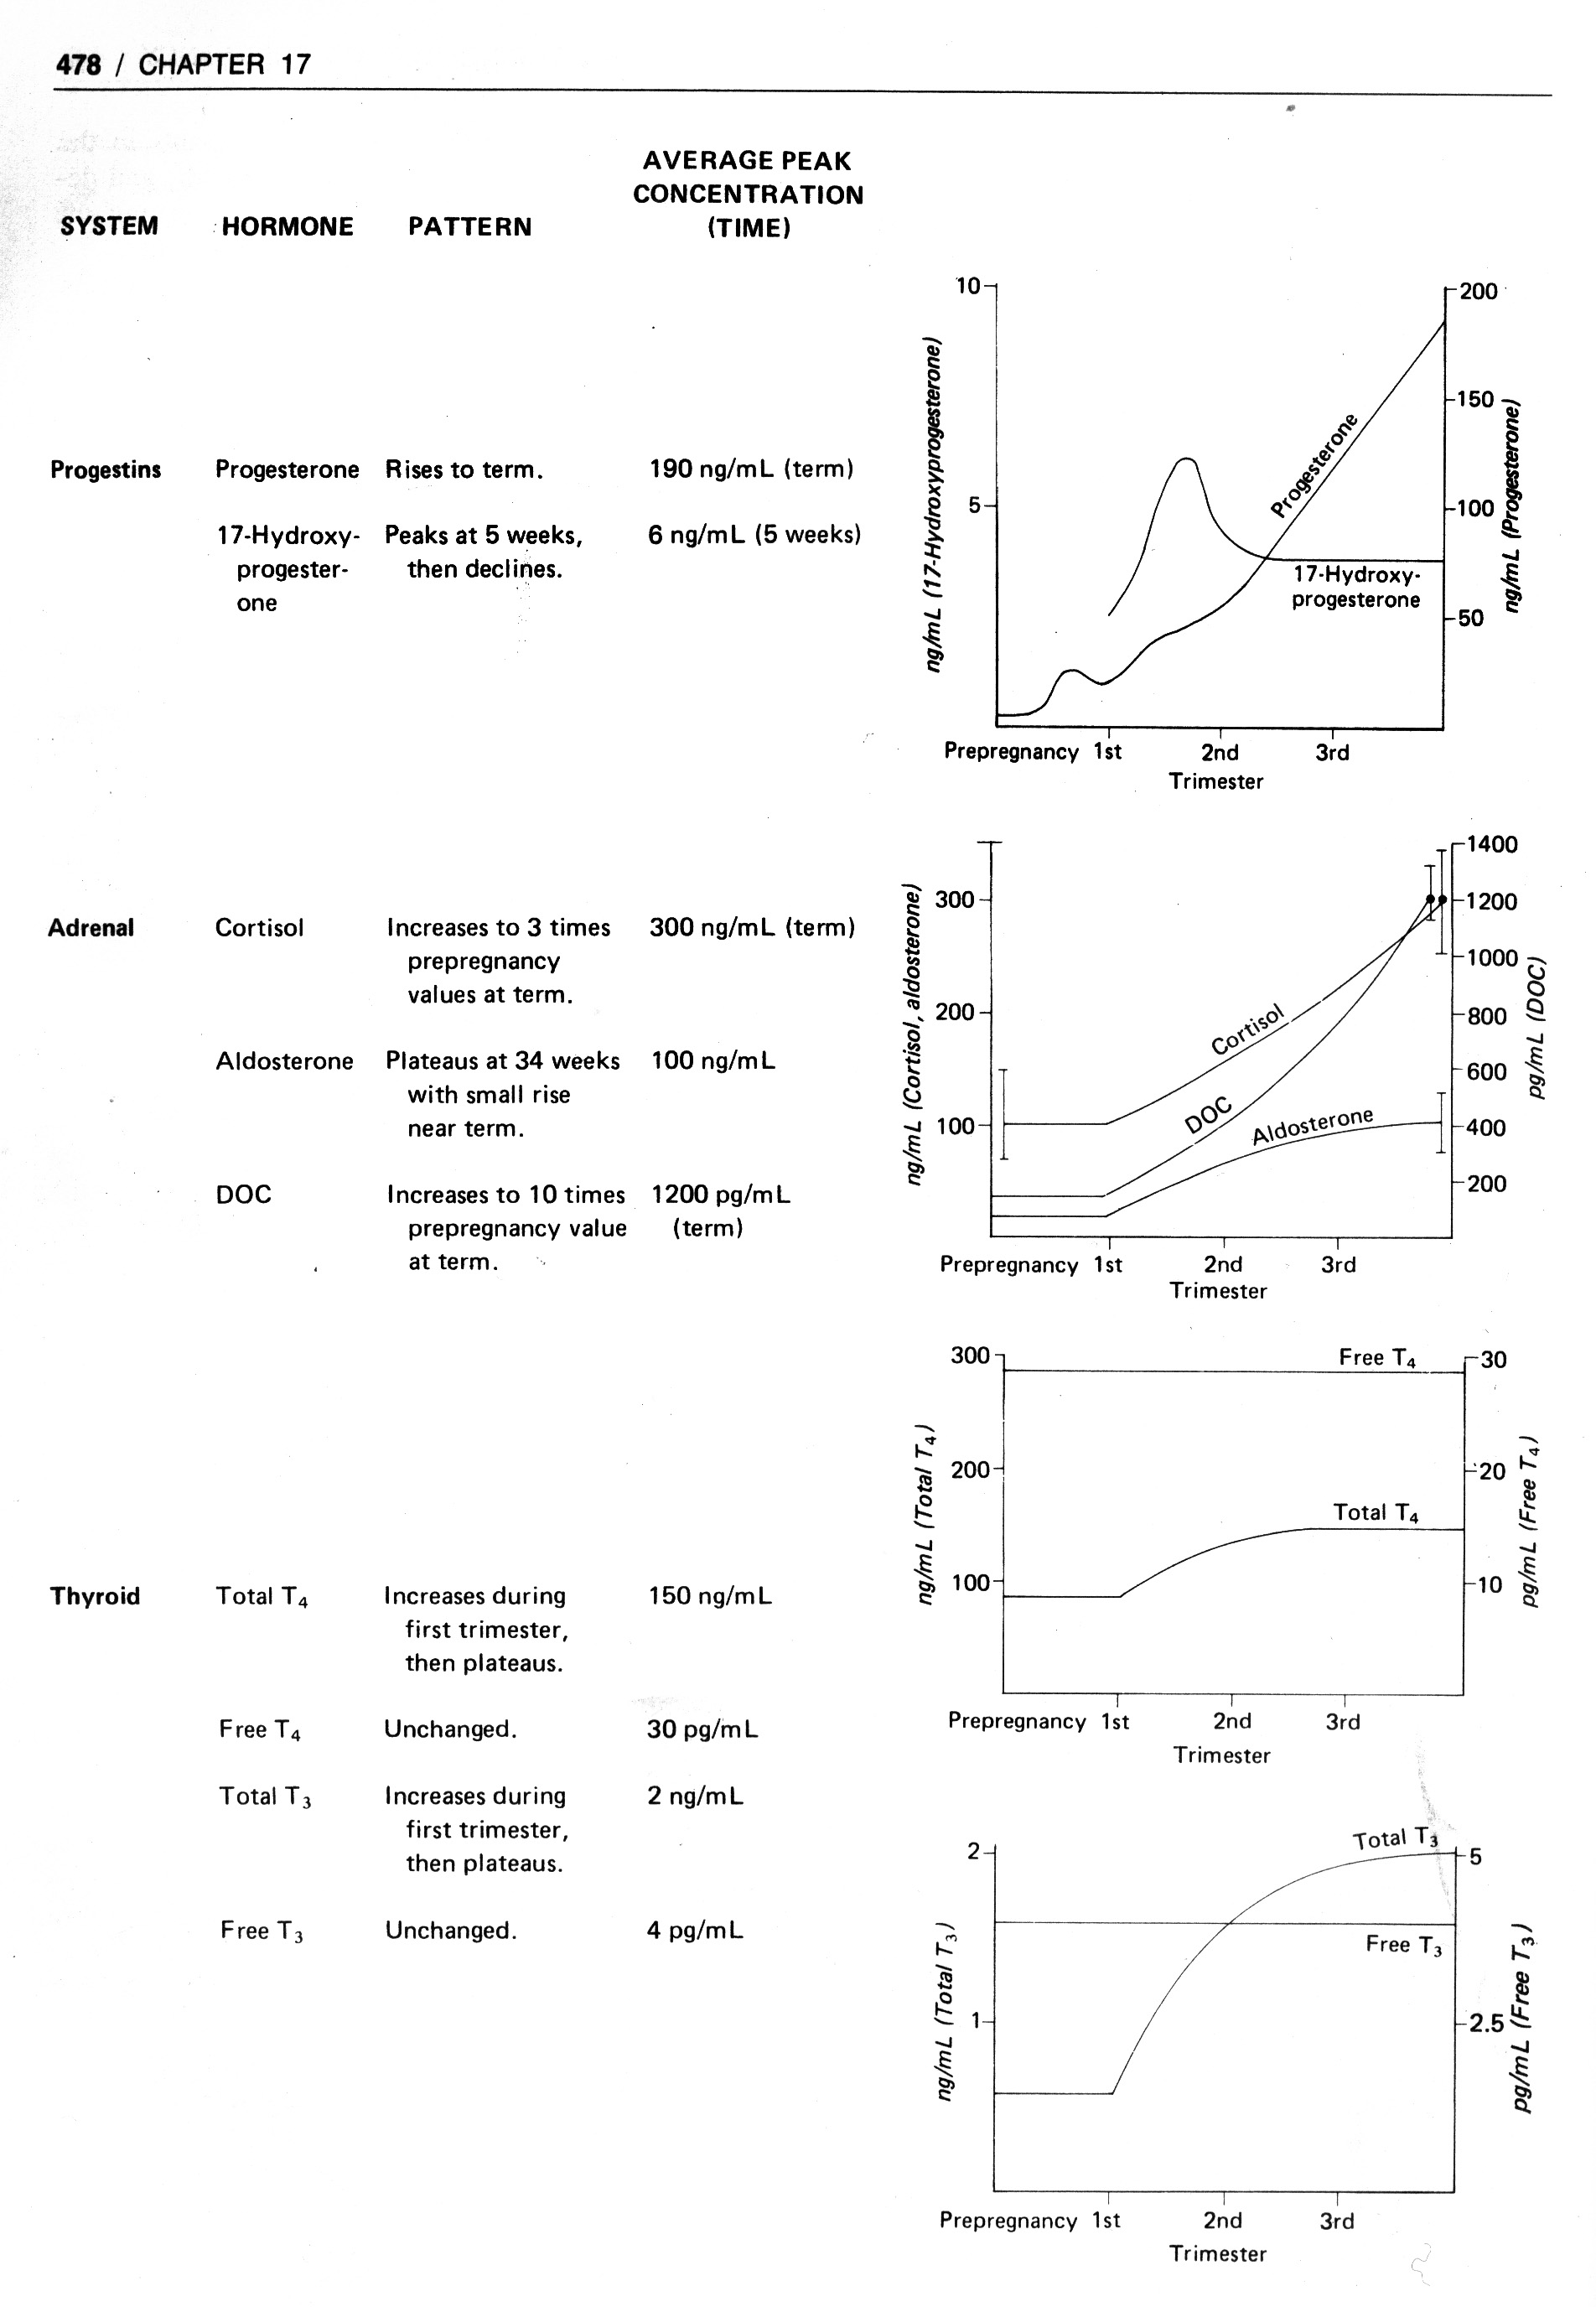 478 / CHAPTER 17
SYSTEM HORMONE PATTERN AVERAGE PEAK
CONCENTRATION
(TIME)
Progestins Progesterone Rises to term. 190 ng/mL (term)
17-Hydroxy- Peaks at 5 weeks, 6 ng/mL (5 weeks)
progester- then declines.
one
10
5
ng/mL (17-Hydroxyprogesterone)
200
150
100
50
ng/mL (Progesterone)
Progesterone
17-Hydroxy-
progesterone
Prepregnancy 1st 2nd 3rd
Trimester
Adrenal Cortisol Increases to 3 times 300 ng/mL (term)
prepregnancy
values at term.
Aldosterone Plateaus at 34 weeks 100 ng/mL
with small rise
near term.
DOC Increases to 10 times 1200 pg/mL
prepregnancy value (term)
at term.
300
200
100
ng/mL (Cortisol, aldosterone)
1400
1200
1000
800
600
400
200
pg/mL (DOC)
Cortisol
DOC
Aldosterone
Prepregnancy 1st 2nd 3rd
Trimester
Thyroid Total T4 Increases during 150 ng/mL
first trimester,
then plateaus.
Free T4 Unchanged. 30 pg/mL
Total T3 Increases during 2 ng/mL
first trimester,
then plateaus.
Free T3 Unchanged. 4 pg/mL
300
200
100
ng/mL (Total T4)
30
20
10
pg/mL (Free T4)
Free T4
Total T4
Prepregnancy 1st 2nd 3rd
Trimester
2
1
ng/mL (Total T3)
5
2.5
pg/mL (Free T3)
Total T3
Free T3
Prepregnancy 1st 2nd 3rd
Trimester